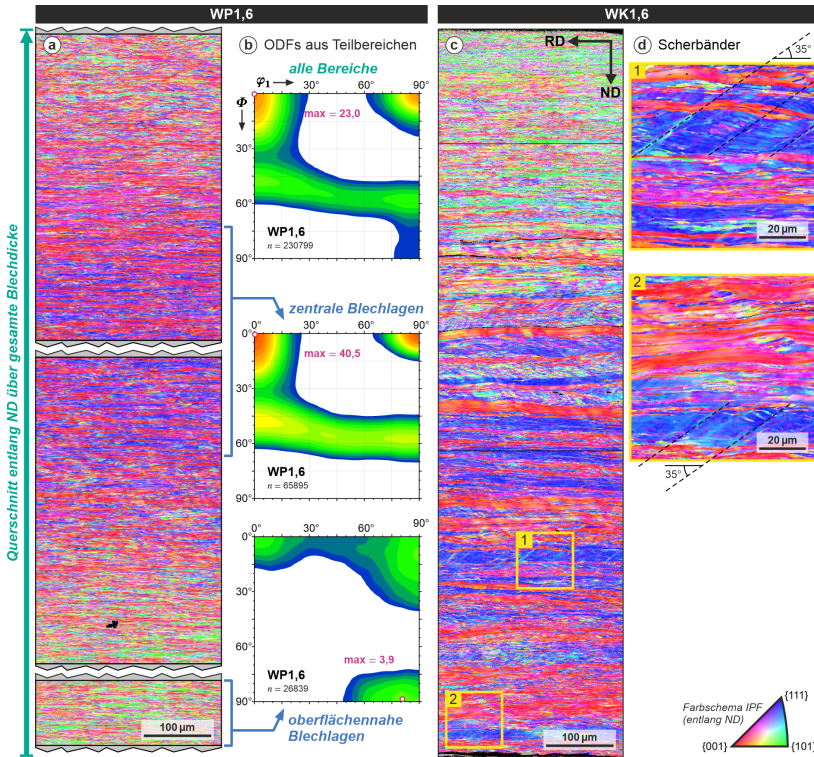 WP1,6
WK1,6
Querschnitt entlang ND über gesamte Blechdicke
a
b ODFs aus Teilbereichen
alle Bereiche
φ₁
30°
60°
90°
Φ
0°
30°
60°
90°
max = 23,0
WP1,6
n = 230799
zentrale Blechlagen
0°
30°
60°
90°
0°
30°
60°
90°
max = 40,5
WP1,6
n = 65895
0°
30°
60°
90°
0°
30°
60°
90°
max = 3,9
WP1,6
n = 26839
oberflächennahe
Blechlagen
100 µm
c
RD
ND
1
2
100 µm
d Scherbänder
35°
1
20 µm
2
20 µm
35°
Farbschema IPF
(entlang ND)
{111}
{001}
{101}